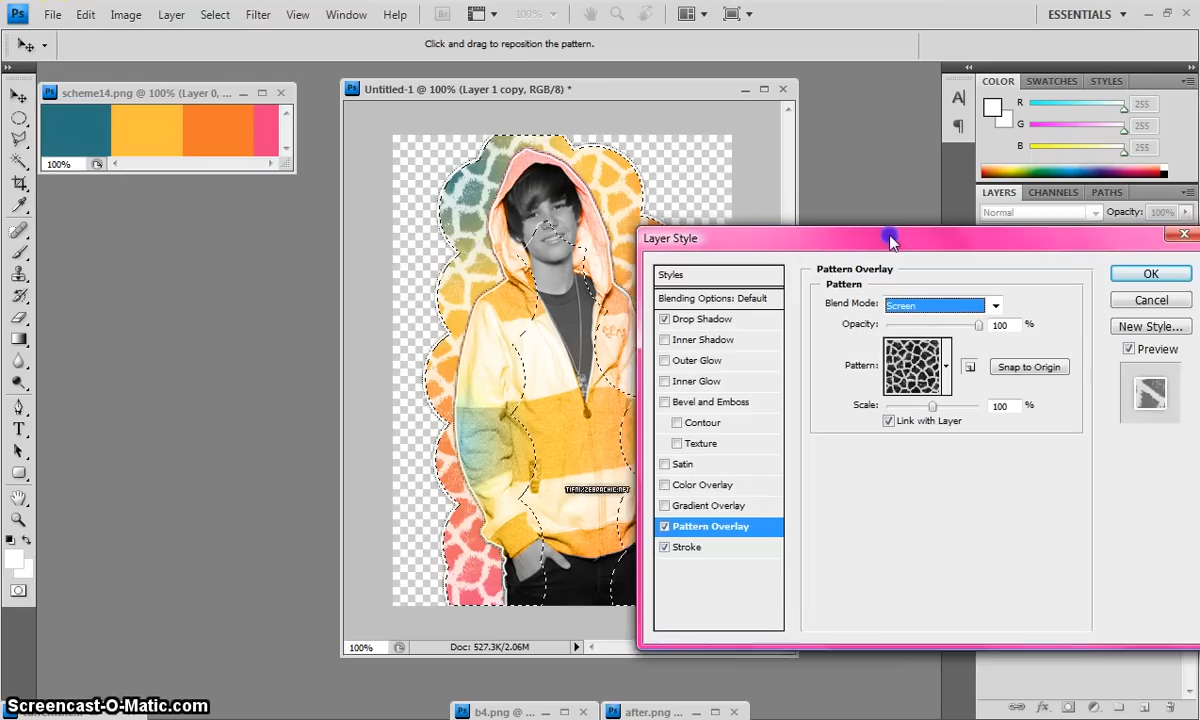 Ps File Edit Image Layer Select Filter View Window Help Br 100% ESSENTIALS
Click and drag to reposition the pattern.
scheme14.png @ 100% (Layer 0, ...
100%
Untitled-1 @ 100% (Layer 1 copy, RGB/8) *
COLOR SWATCHES STYLES
R 255
G 255
B 255
LAYERS CHANNELS PATHS
Normal Opacity: 100%
Layer Style
Styles
Blending Options: Default
Drop Shadow
Inner Shadow
Outer Glow
Inner Glow
Bevel and Emboss
Contour
Texture
Satin
Color Overlay
Gradient Overlay
Pattern Overlay
Stroke
Pattern Overlay
Pattern
Blend Mode: Screen
Opacity: 100 %
Pattern: Snap to Origin
Scale: 100 %
Link with Layer
OK
Cancel
New Style...
Preview
100% Doc: 527.3K/2.06M
Screencast-O-Matic.com
b4.png @ ...
after.png ...